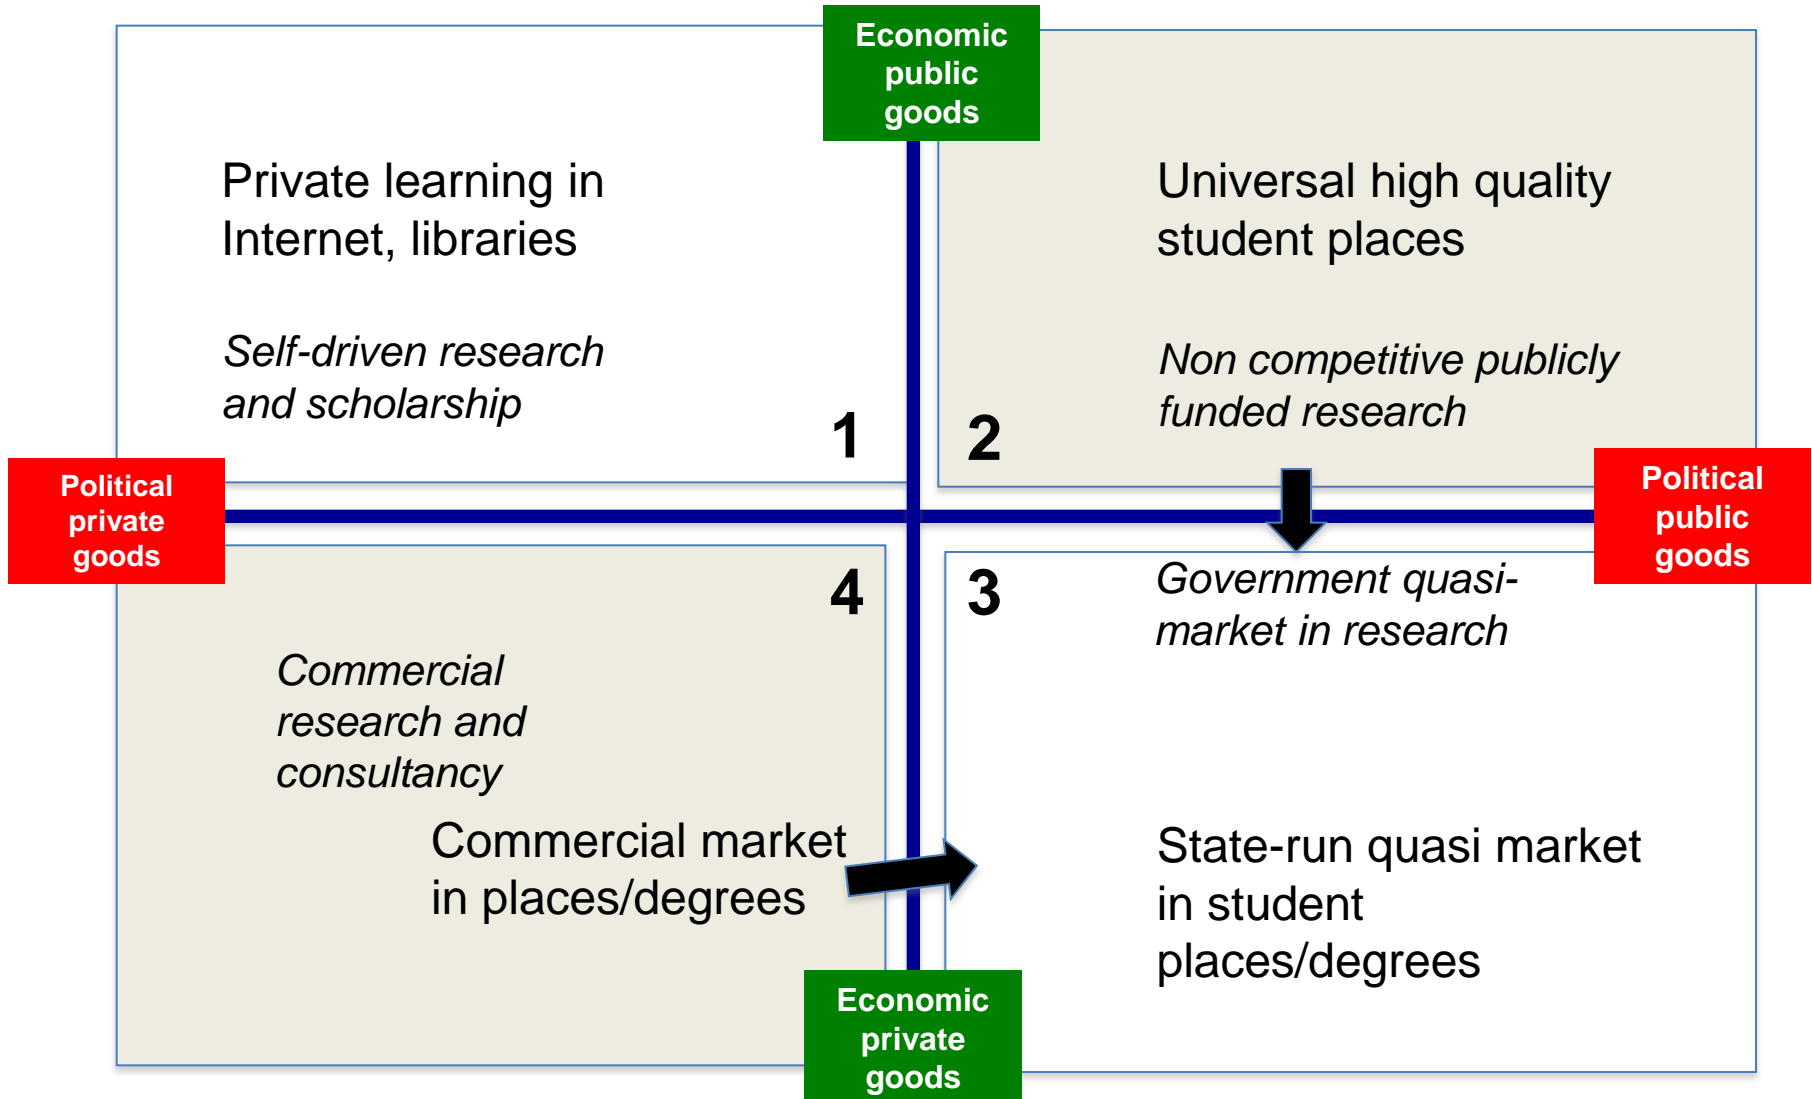 Economic
public
goods
Private learning in
Internet, libraries
Self-driven research
and scholarship
1
Universal high quality
student places
Non competitive publicly
funded research
2
Political
private
goods
Political
public
goods
4
Commercial
research and
consultancy
Commercial market
in places/degrees
3
Government quasi-
market in research
State-run quasi market
in student
places/degrees
Economic
private
goods